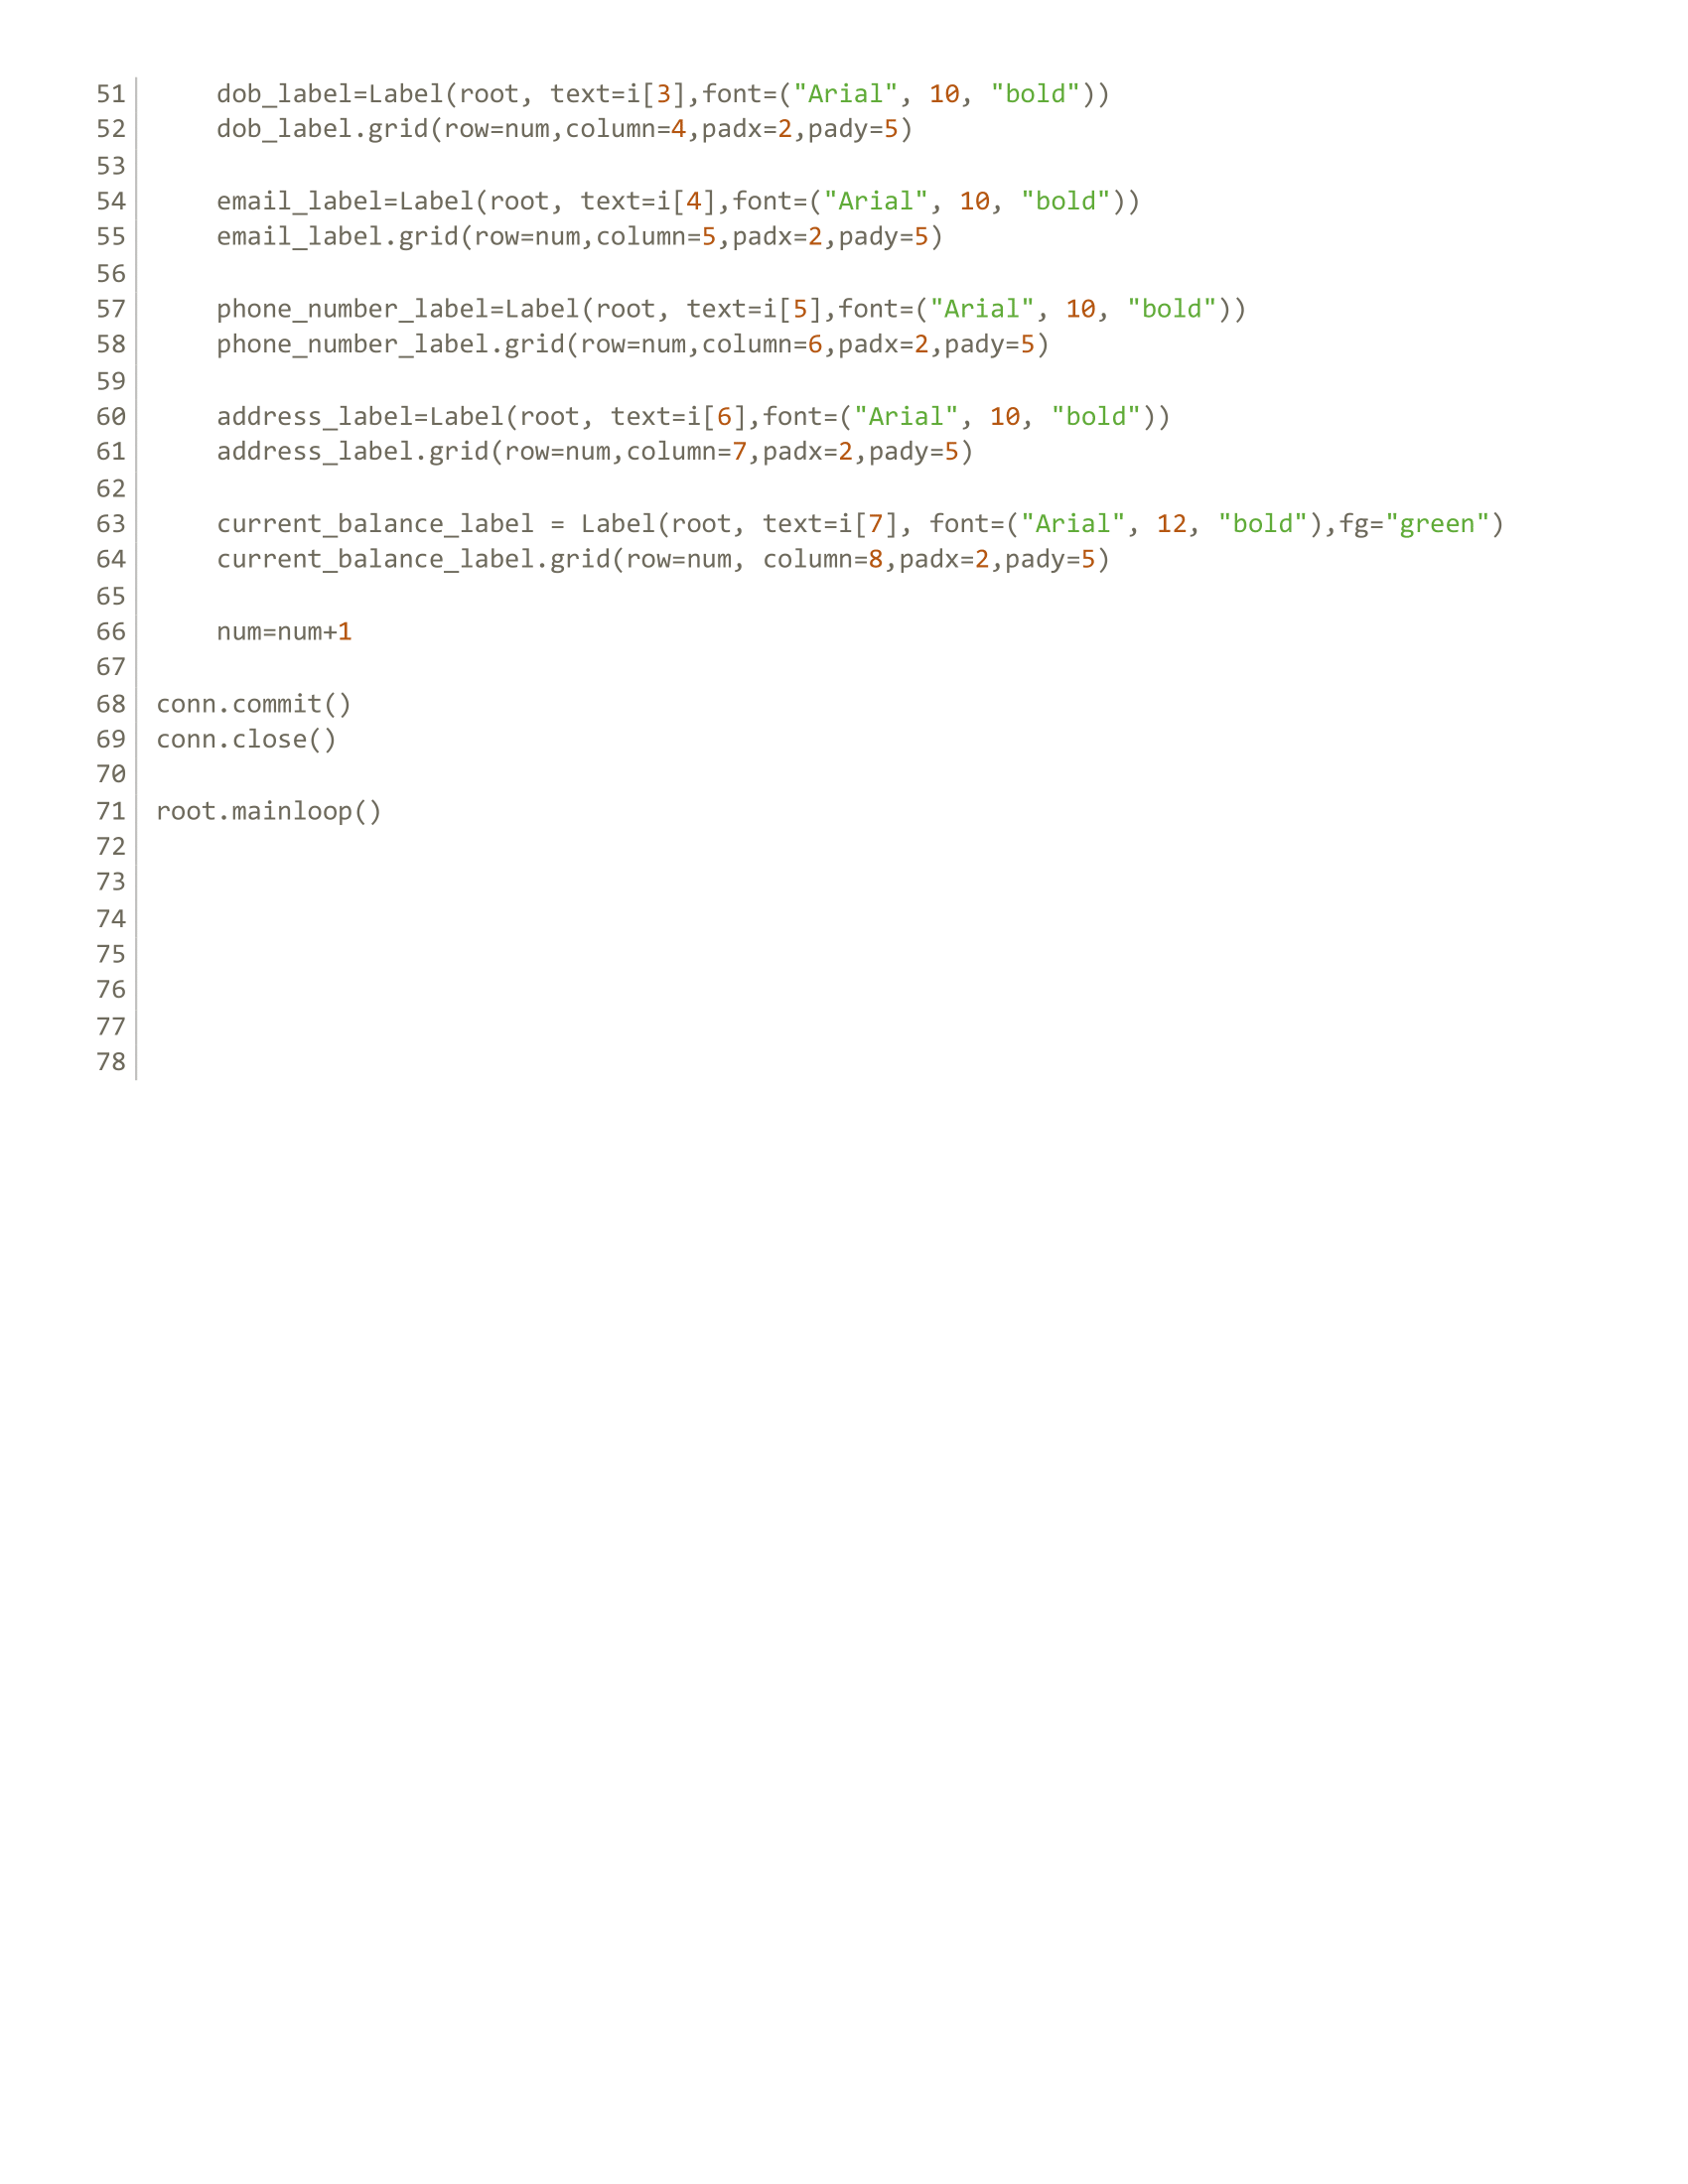 51     dob_label=Label(root, text=i[3],font=("Arial", 10, "bold"))
52     dob_label.grid(row=num,column=4,padx=2,pady=5)
53
54     email_label=Label(root, text=i[4],font=("Arial", 10, "bold"))
55     email_label.grid(row=num,column=5,padx=2,pady=5)
56
57     phone_number_label=Label(root, text=i[5],font=("Arial", 10, "bold"))
58     phone_number_label.grid(row=num,column=6,padx=2,pady=5)
59
60     address_label=Label(root, text=i[6],font=("Arial", 10, "bold"))
61     address_label.grid(row=num,column=7,padx=2,pady=5)
62
63     current_balance_label = Label(root, text=i[7], font=("Arial", 12, "bold"),fg="green")
64     current_balance_label.grid(row=num, column=8,padx=2,pady=5)
65
66     num=num+1
67
68 conn.commit()
69 conn.close()
70
71 root.mainloop()
72
73
74
75
76
77
78